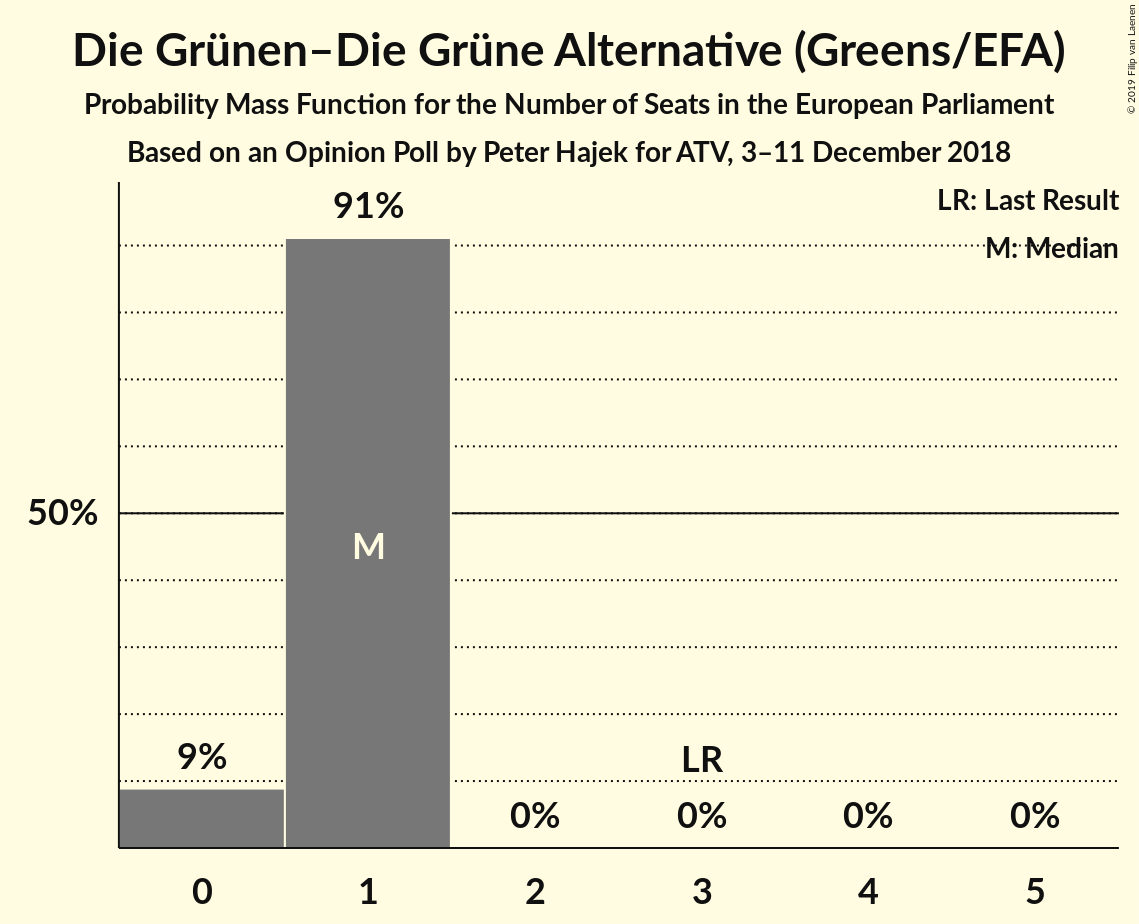 Die Grünen–Die Grüne Alternative (Greens/EFA)
Probability Mass Function for the Number of Seats in the European Parliament
Based on an Opinion Poll by Peter Hajek for ATV, 3–11 December 2018
© 2019 Filip van Laenen
LR: Last Result
M: Median
91%
50%
M
9%
LR
0% 0% 0% 0%
0 1 2 3 4 5